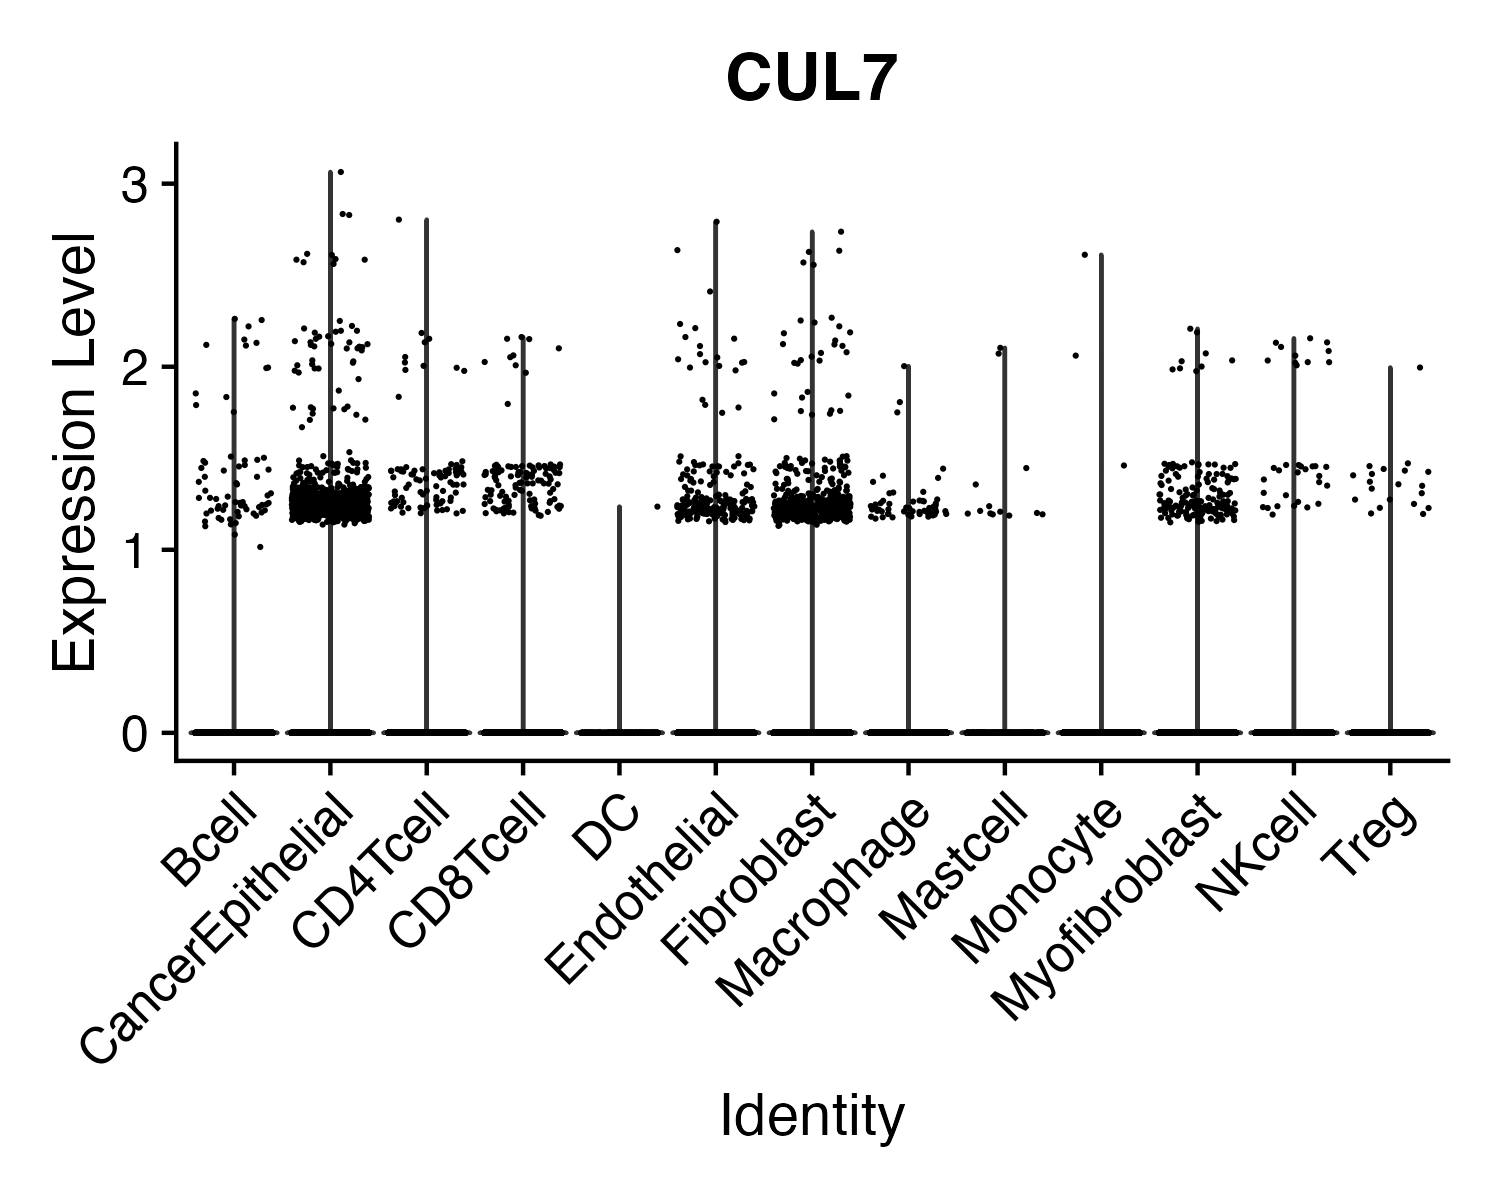 CUL7
Expression Level
3
2
1
0
Bcell
CancerEpithelial
CD4Tcell
CD8Tcell
DC
Endothelial
Fibroblast
Macrophage
Mastcell
Monocyte
Myofibroblast
NKcell
Treg
Identity